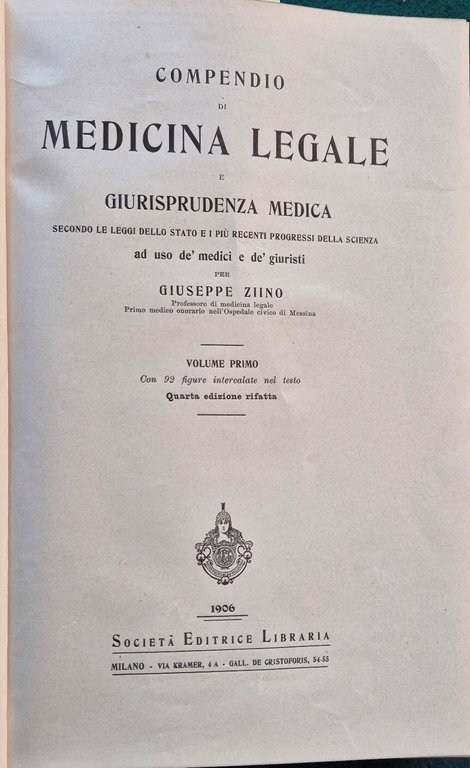 COMPENDIO
DI
MEDICINA LEGALE
E
GIURISPRUDENZA MEDICA
SECONDO LE LEGGI DELLO STATO E I PIÙ RECENTI PROGRESSI DELLA SCIENZA
ad uso de' medici e de' giuristi
PER
GIUSEPPE ZIINO
Professore di medicina legale
Primo medico onorario nell'Ospedale civico di Messina
VOLUME PRIMO
Con 92 figure intercalate nel testo
Quarta edizione rifatta
1906
SOCIETÀ EDITRICE LIBRARIA
MILANO - VIA KRAMER, 4 A - GALL. DE CRISTOFORIS, 54-55